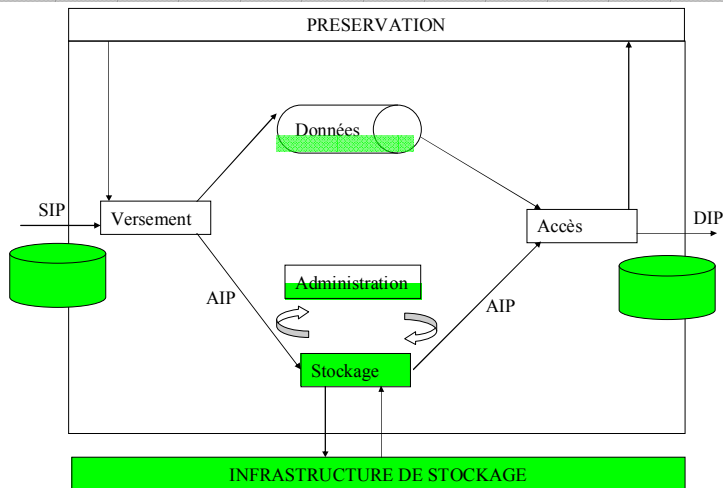 PRESERVATION
Données
SIP
Versement
Accès
DIP
Administration
AIP
AIP
Stockage
INFRASTRUCTURE DE STOCKAGE